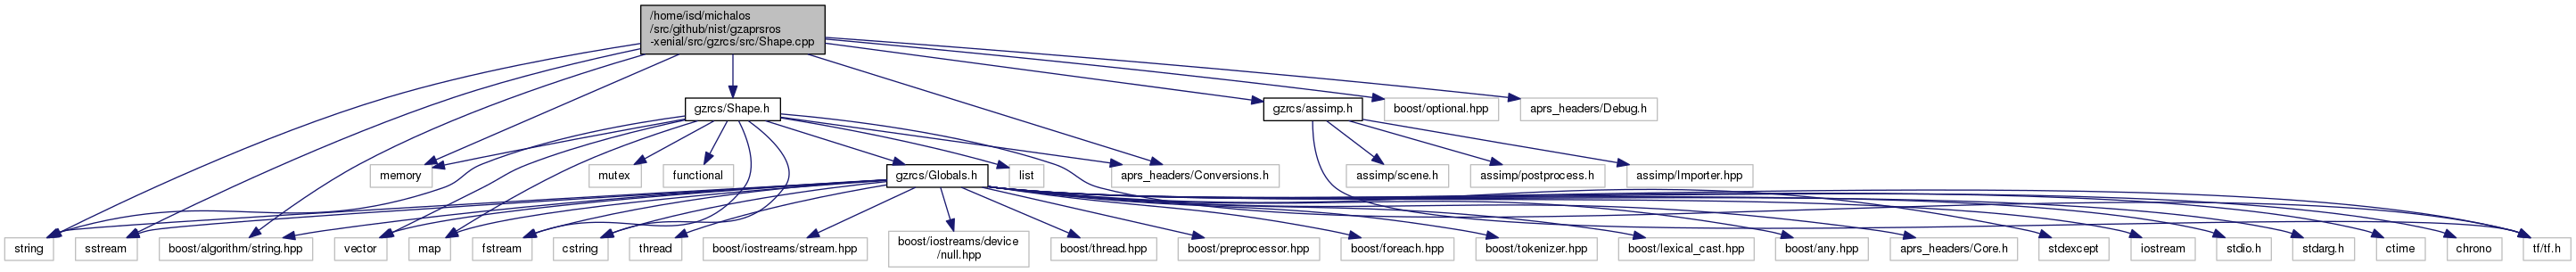 /home/isd/michalos
/src/github/nist/gzaprsros
-xenial/src/gzrcs/src/Shape.cpp
gzrcs/Shape.h
gzrcs/assimp.h
boost/optional.hpp
aprs_headers/Debug.h
memory
mutex
functional
gzrcs/Globals.h
list
aprs_headers/Conversions.h
assimp/scene.h
assimp/postprocess.h
assimp/Importer.hpp
string
sstream
boost/algorithm/string.hpp
vector
map
fstream
cstring
thread
boost/iostreams/stream.hpp
boost/iostreams/device
/null.hpp
boost/thread.hpp
boost/preprocessor.hpp
boost/foreach.hpp
boost/tokenizer.hpp
boost/lexical_cast.hpp
boost/any.hpp
aprs_headers/Core.h
stdexcept
iostream
stdio.h
stdarg.h
ctime
chrono
tf/tf.h